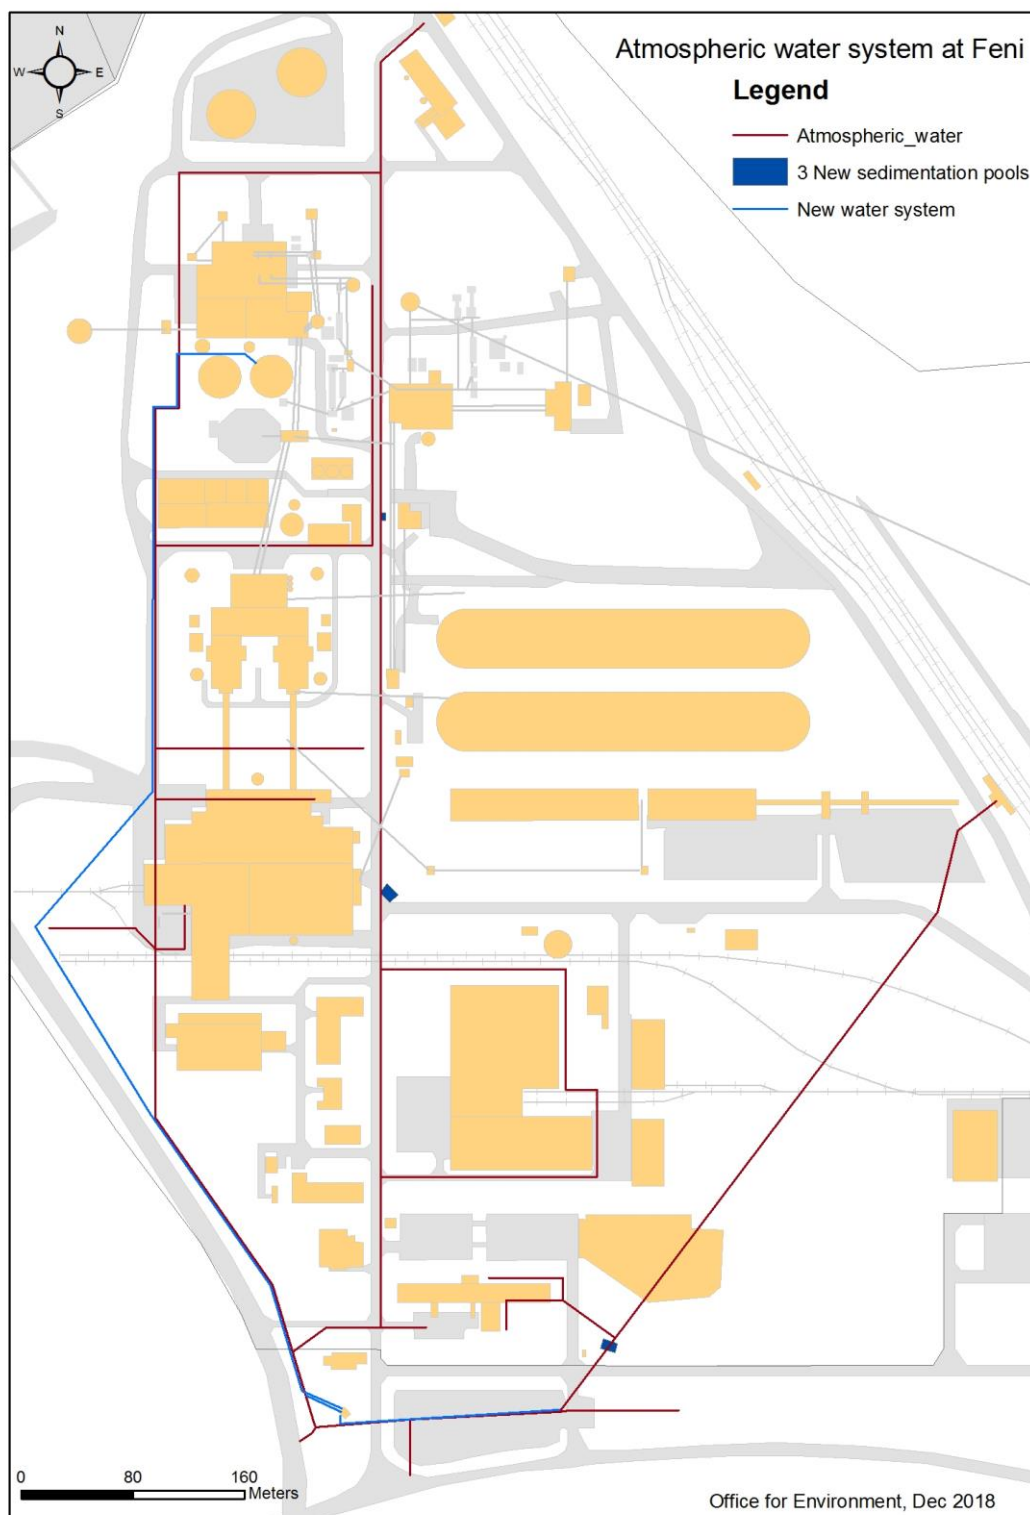 N
W E
S
Atmospheric water system at Feni
Legend
Atmospheric_water
3 New sedimentation pools
New water system
0 80 160
Meters
Office for Environment, Dec 2018